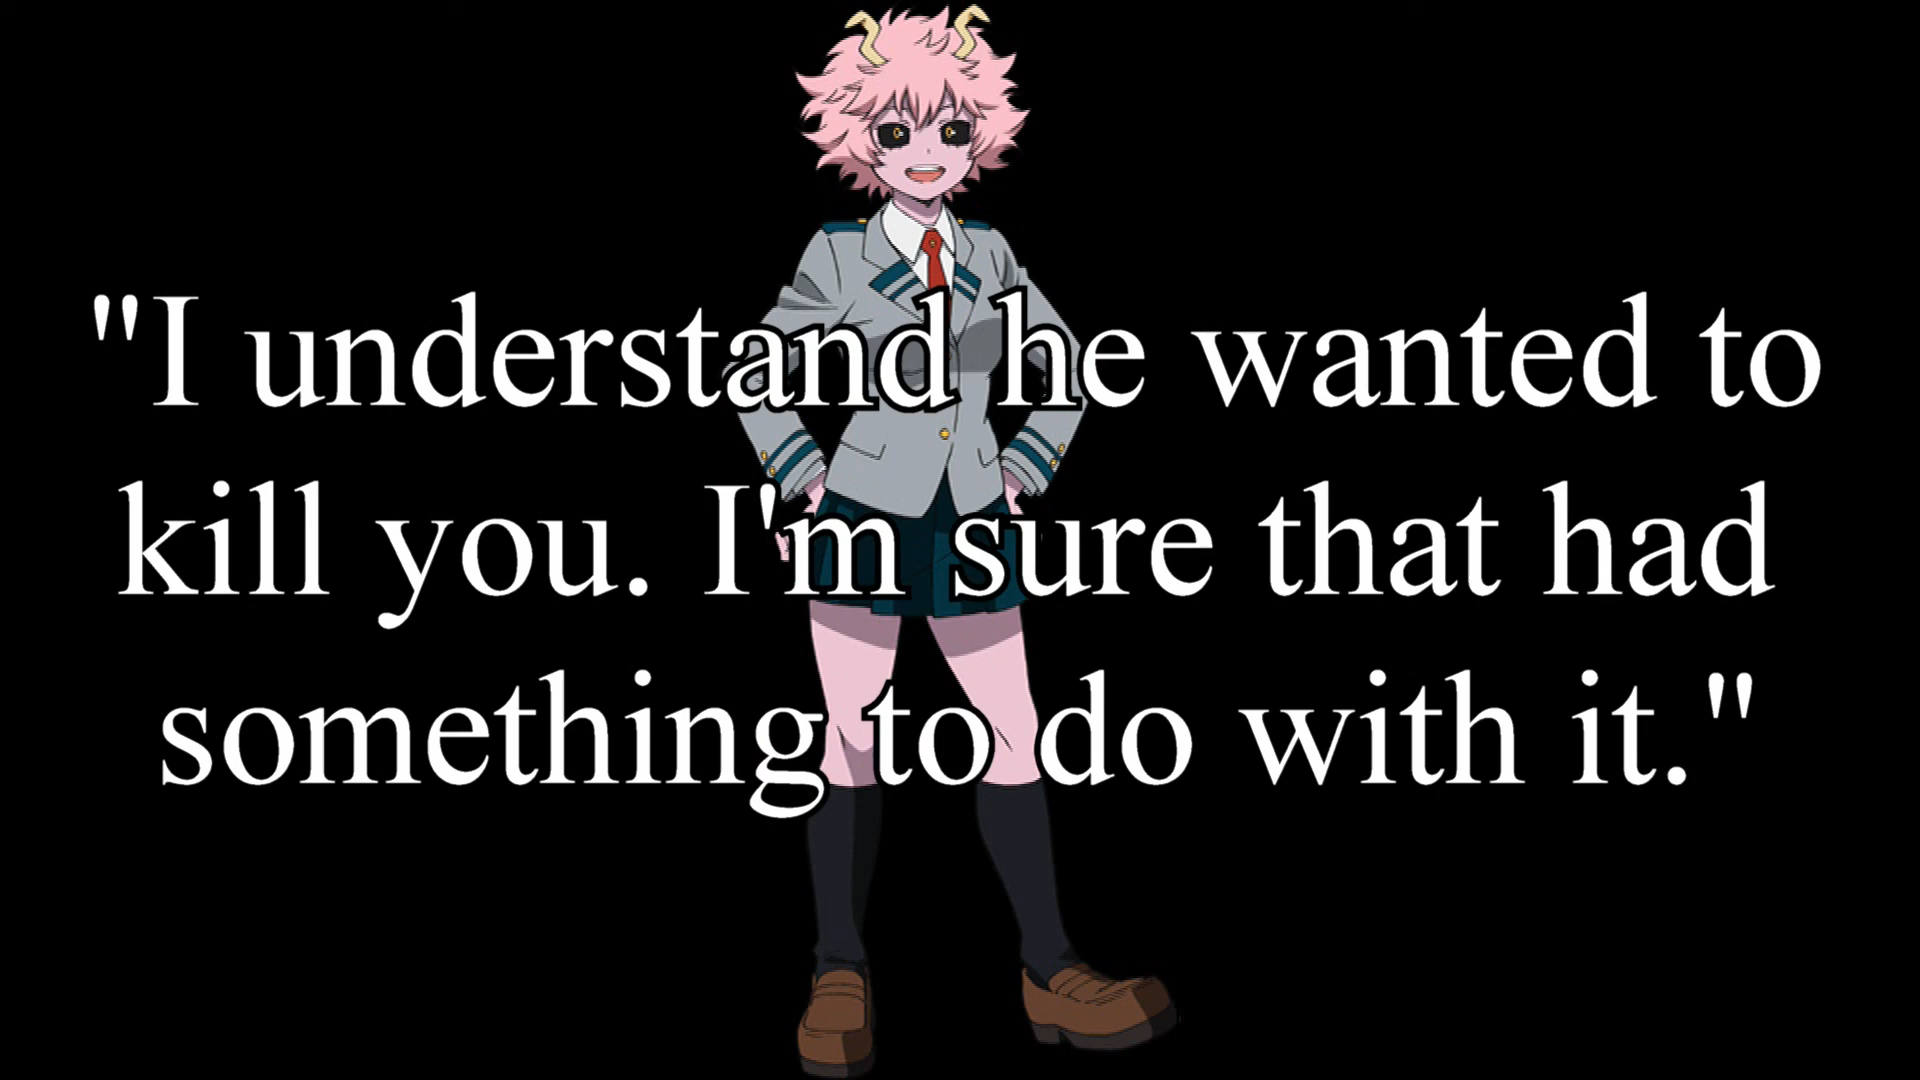 "I understand he wanted to
kill you. I'm sure that had
something to do with it."